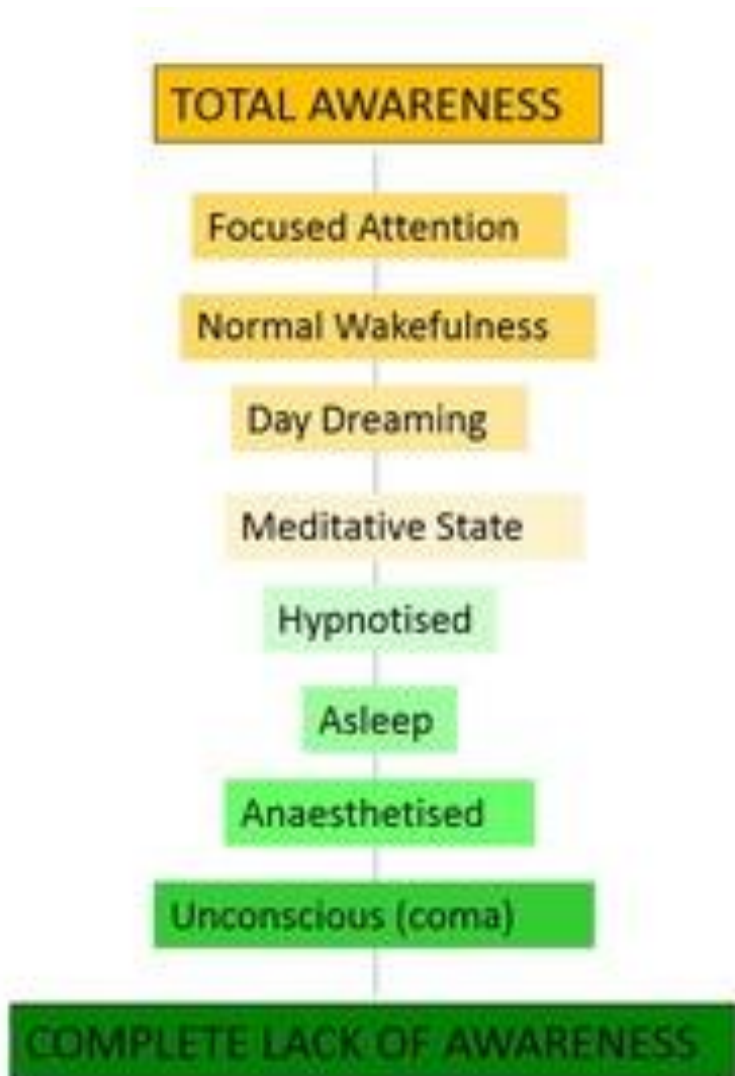 TOTAL AWARENESS
Focused Attention
Normal Wakefulness
Day Dreaming
Meditative State
Hypnotised
Asleep
Anaesthetised
Unconscious (coma)
COMPLETE LACK OF AWARENESS